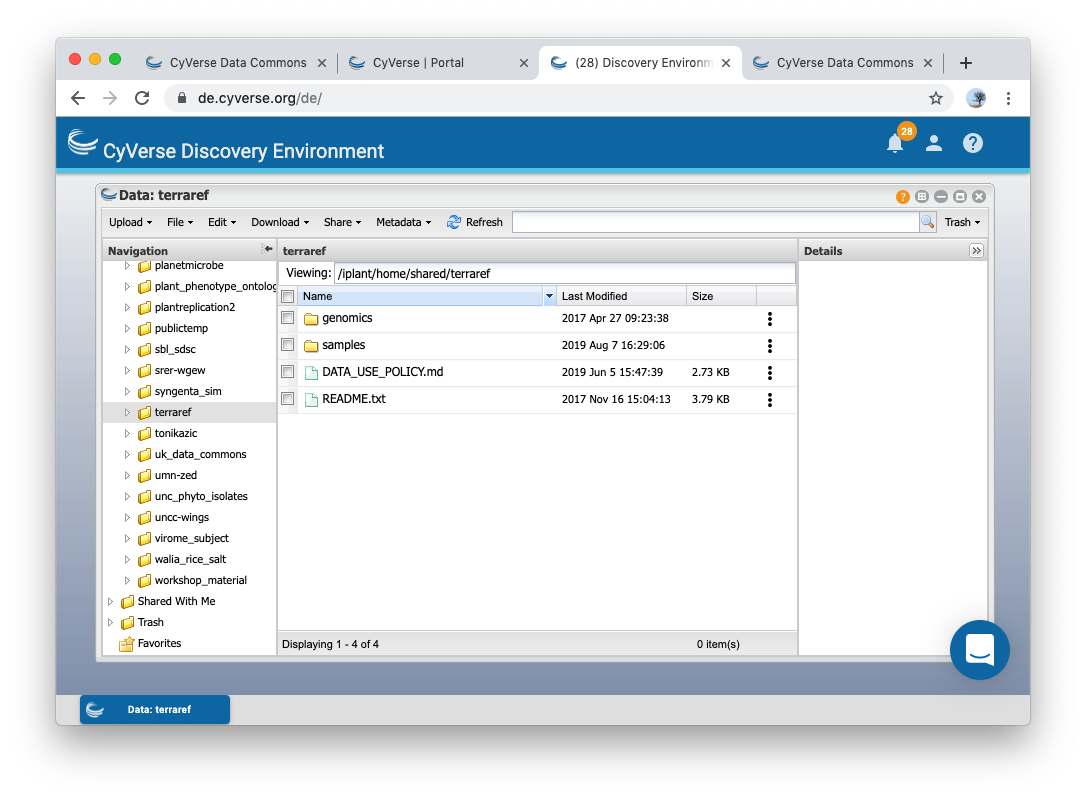 CyVerse Data Commons
CyVerse | Portal
(28) Discovery Environm
CyVerse Data Commons
de.cyverse.org/de/
CyVerse Discovery Environment
28
Data: terraref
Upload File Edit Download Share Metadata Refresh Trash
Navigation
planetmicrobe
plant_phenotype_ontolog
plantreplication2
publictemp
sbl_sdsc
srer-wgew
syngenta_sim
terraref
tonikazic
uk_data_commons
umn-zed
unc_phyto_isolates
uncc-wings
virome_subject
walia_rice_salt
workshop_material
Shared With Me
Trash
Favorites
terraref
Viewing: /iplant/home/shared/terraref
Name Last Modified Size
genomics 2017 Apr 27 09:23:38
samples 2019 Aug 7 16:29:06
DATA_USE_POLICY.md 2019 Jun 5 15:47:39 2.73 KB
README.txt 2017 Nov 16 15:04:13 3.79 KB
Displaying 1 - 4 of 4 0 item(s)
Details
Data: terraref